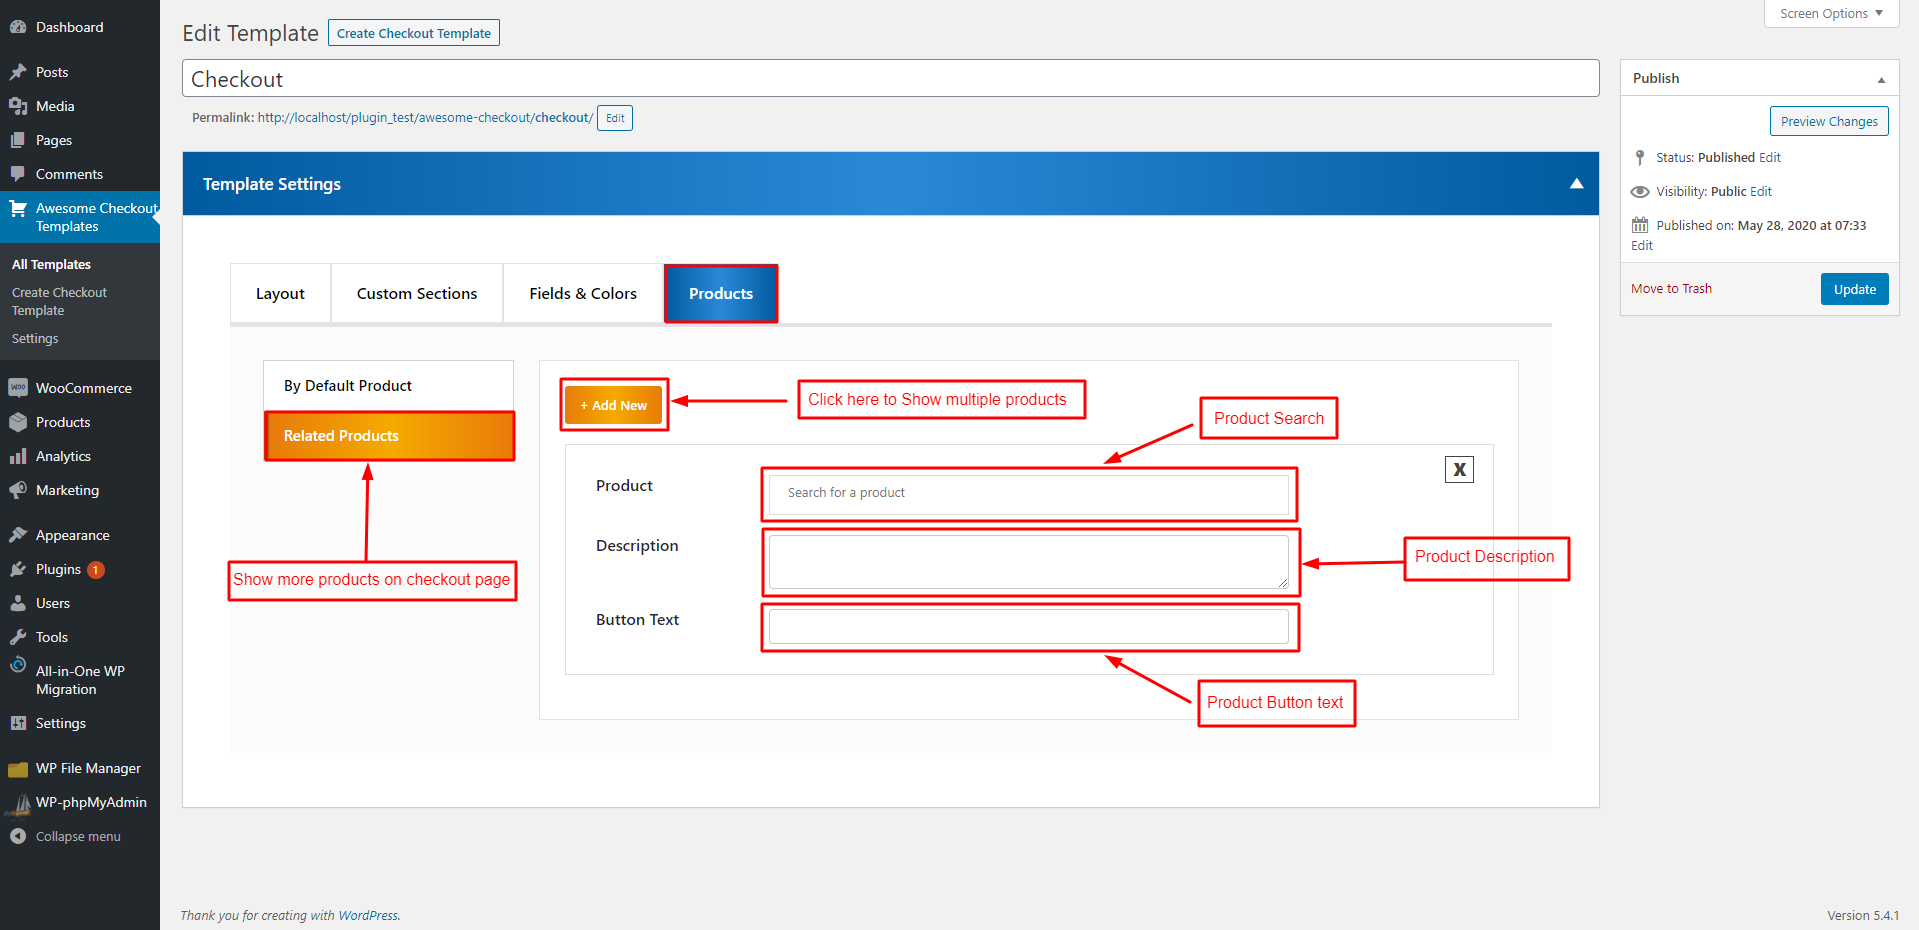 Dashboard
Posts
Media
Pages
Comments
Awesome Checkout
Templates
All Templates
Create Checkout
Template
Settings
WooCommerce
Products
Analytics
Marketing
Appearance
Plugins 1
Users
Tools
All-in-One WP
Migration
Settings
WP File Manager
WP-phpMyAdmin
Collapse menu
Screen Options
Edit Template Create Checkout Template
Checkout
Permalink: http://localhost/plugin_test/awesome-checkout/checkout/ Edit
Template Settings
Layout Custom Sections Fields & Colors Products
By Default Product
Related Products
Show more products on checkout page
+ Add New
Click here to Show multiple products
Product Search
X
Product
Search for a product
Description
Product Description
Button Text
Product Button text
Publish
Preview Changes
Status: Published Edit
Visibility: Public Edit
Published on: May 28, 2020 at 07:33
Edit
Move to Trash Update
Thank you for creating with WordPress.
Version 5.4.1